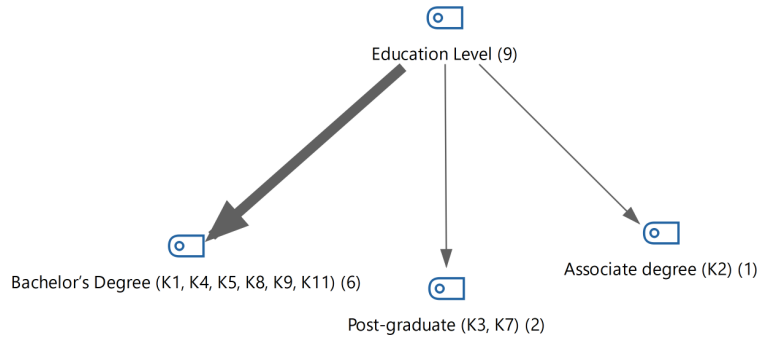 Education Level (9)
Bachelor’s Degree (K1, K4, K5, K8, K9, K11) (6)
Associate degree (K2) (1)
Post-graduate (K3, K7) (2)